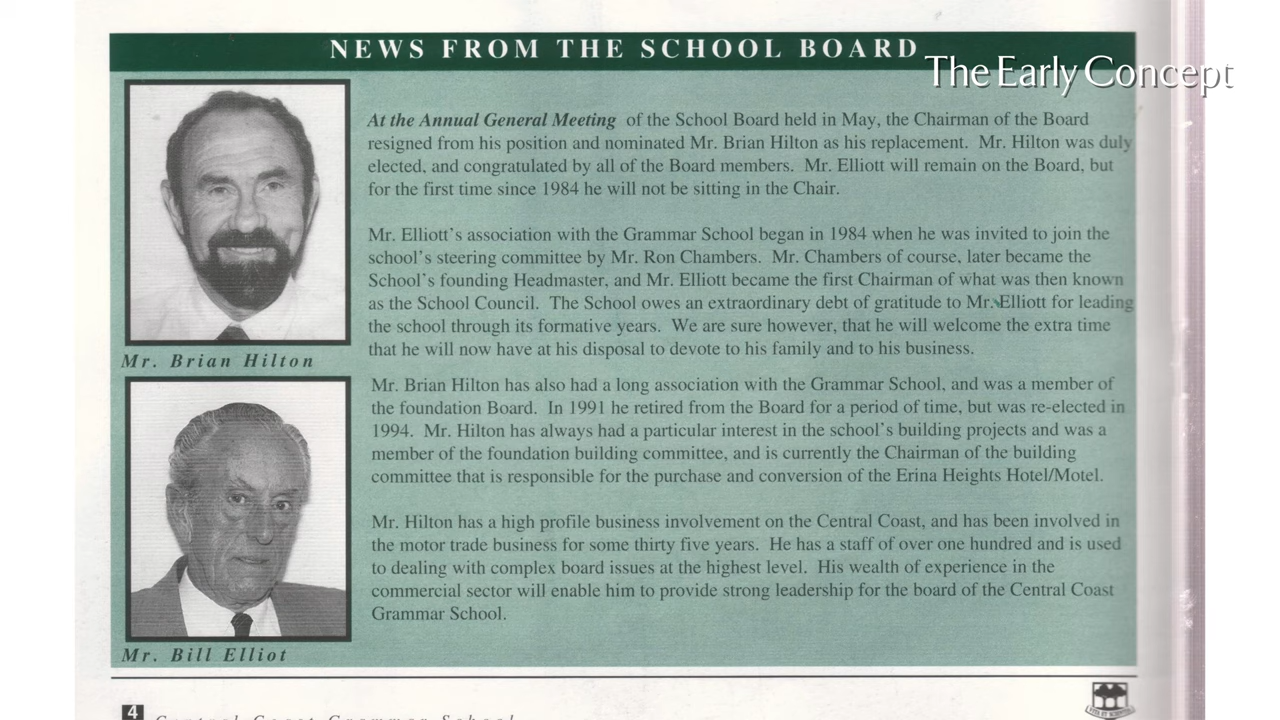 NEWS FROM THE SCHOOL BOARD
The Early Concept
At the Annual General Meeting of the School Board held in May, the Chairman of the Board
resigned from his position and nominated Mr. Brian Hilton as his replacement. Mr. Hilton was duly
elected, and congratulated by all of the Board members. Mr. Elliott will remain on the Board, but
for the first time since 1984 he will not be sitting in the Chair.
Mr. Elliott's association with the Grammar School began in 1984 when he was invited to join the
school's steering committee by Mr. Ron Chambers. Mr. Chambers of course, later became the
School's founding Headmaster, and Mr. Elliott became the first Chairman of what was then known
as the School Council. The School owes an extraordinary debt of gratitude to Mr. Elliott for leading
the school through its formative years. We are sure however, that he will welcome the extra time
that he will now have at his disposal to devote to his family and to his business.
Mr. Brian Hilton
Mr. Brian Hilton has also had a long association with the Grammar School, and was a member of
the foundation Board. In 1991 he retired from the Board for a period of time, but was re-elected in
1994. Mr. Hilton has always had a particular interest in the school's building projects and was a
member of the foundation building committee, and is currently the Chairman of the building
committee that is responsible for the purchase and conversion of the Erina Heights Hotel/Motel.
Mr. Hilton has a high profile business involvement on the Central Coast, and has been involved in
the motor trade business for some thirty five years. He has a staff of over one hundred and is used
to dealing with complex board issues at the highest level. His wealth of experience in the
commercial sector will enable him to provide strong leadership for the board of the Central Coast
Grammar School.
Mr. Bill Elliot
4 Central Coast Grammar School